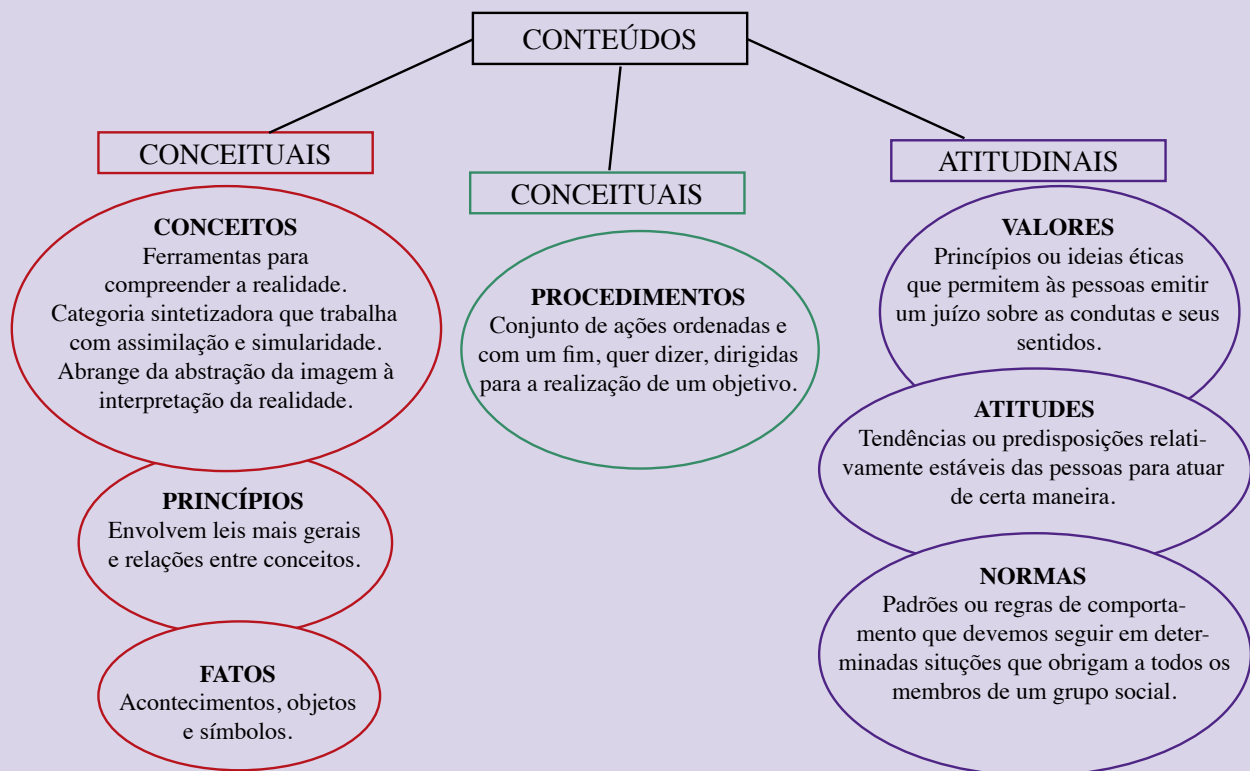 CONTEÚDOS
CONCEITUAIS
CONCEITOS
Ferramentas para
compreender a realidade.
Categoria sintetizadora que trabalha
com assimilação e simularidade.
Abrange da abstração da imagem à
interpretação da realidade.
PRINCÍPIOS
Envolvem leis mais gerais
e relações entre conceitos.
FATOS
Acontecimentos, objetos
e símbolos.
CONCEITUAIS
PROCEDIMENTOS
Conjunto de ações ordenadas e
com um fim, quer dizer, dirigidas
para a realização de um objetivo.
ATITUDINAIS
VALORES
Princípios ou ideias éticas
que permitem às pessoas emitir
um juízo sobre as condutas e seus
sentidos.
ATITUDES
Tendências ou predisposições relati-
vamente estáveis das pessoas para atuar
de certa maneira.
NORMAS
Padrões ou regras de comporta-
mento que devemos seguir em deter-
minadas situções que obrigam a todos os
membros de um grupo social.